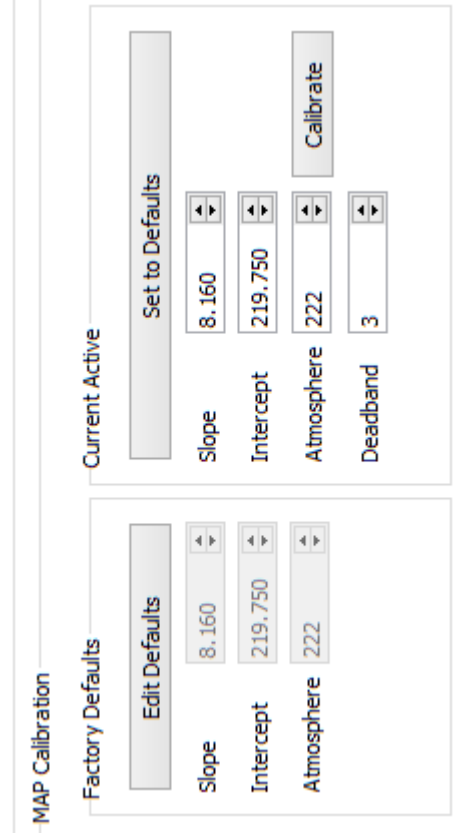 MAP Calibration
Factory Defaults
Edit Defaults
Slope 8.160
Intercept 219.750
Atmosphere 222
Current Active
Set to Defaults
Slope 8.160
Intercept 219.750
Atmosphere 222 Calibrate
Deadband 3